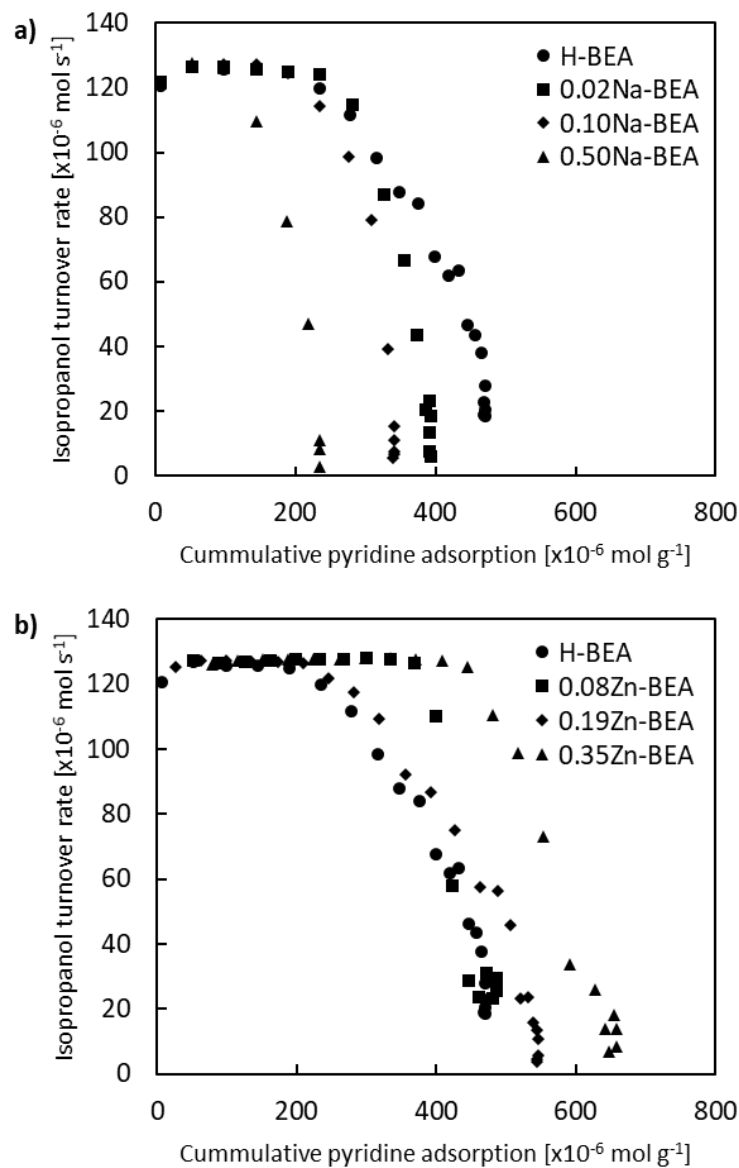 a)
140
120
100
80
60
40
20
0
Isopropanol turnover rate [x10⁻⁶ mol s⁻¹]
H-BEA
0.02Na-BEA
0.10Na-BEA
0.50Na-BEA
0 200 400 600 800
Cummulative pyridine adsorption [x10⁻⁶ mol g⁻¹]
b)
140
120
100
80
60
40
20
0
Isopropanol turnover rate [x10⁻⁶ mol s⁻¹]
H-BEA
0.08Zn-BEA
0.19Zn-BEA
0.35Zn-BEA
0 200 400 600 800
Cummulative pyridine adsorption [x10⁻⁶ mol g⁻¹]